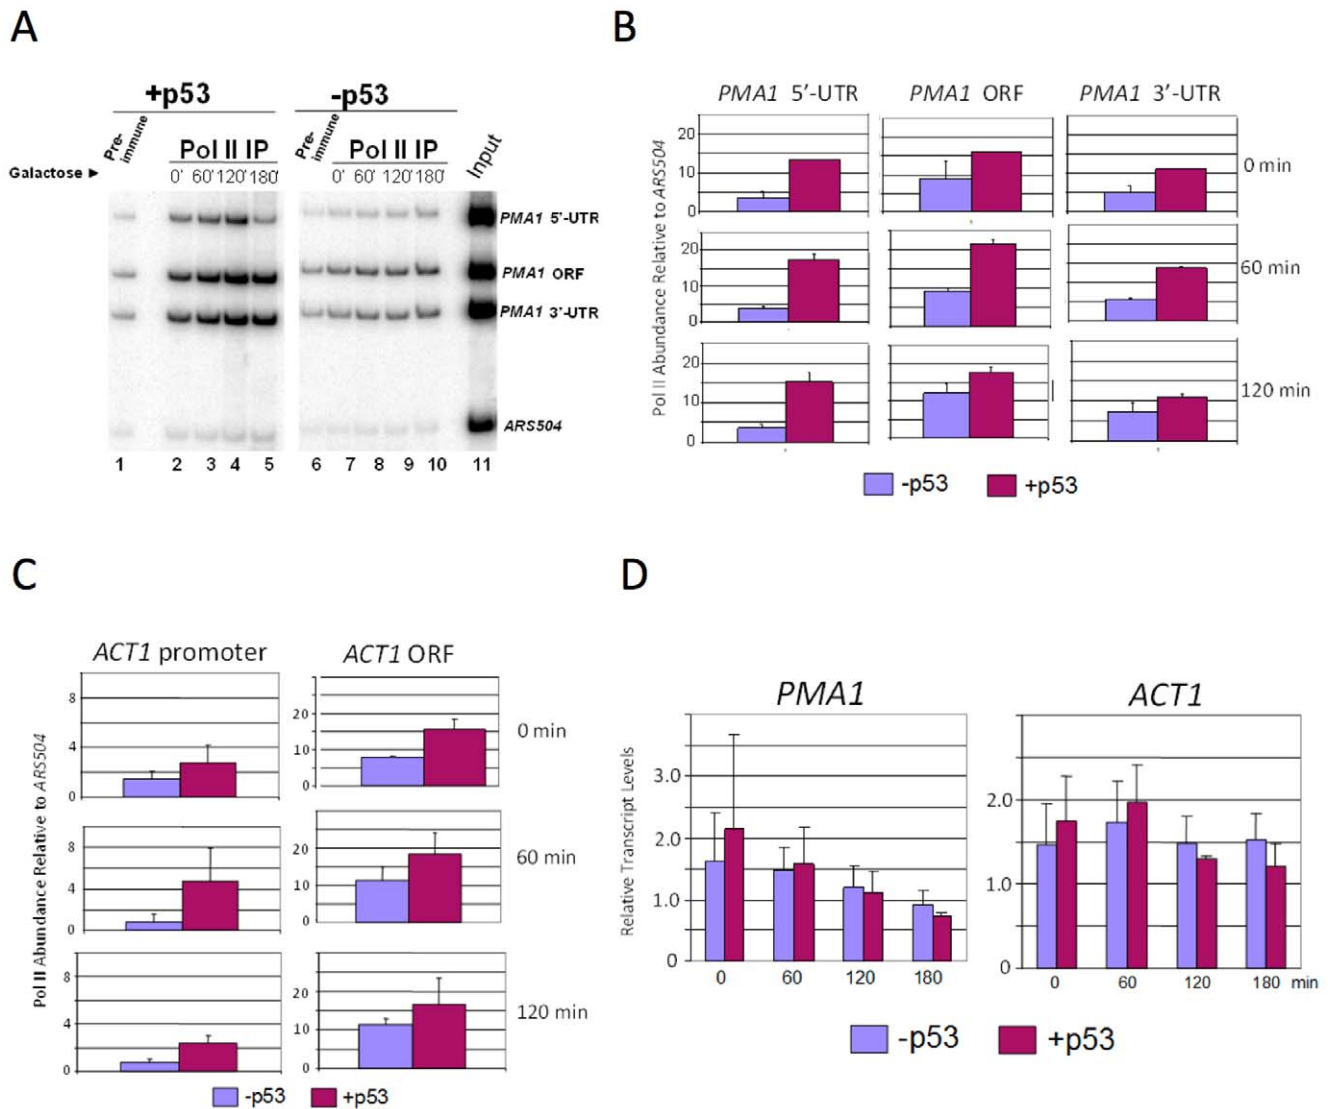 A
+p53
-p53
Pre-immune
Pol II IP
Pre-immune
Pol II IP
Input
Galactose ►
0' 60' 120' 180'
0' 60' 120' 180'
PMA1 5'-UTR
PMA1 ORF
PMA1 3'-UTR
ARS504
1 2 3 4 5 6 7 8 9 10 11
B
PMA1 5'-UTR
PMA1 ORF
PMA1 3'-UTR
Pol II Abundance Relative to ARS504
20
10
0
0 min
20
10
0
60 min
20
10
0
120 min
-p53
+p53
C
ACT1 promoter
ACT1 ORF
Pol II Abundance Relative to ARS504
8
4
0
20
10
0
0 min
8
4
0
20
10
0
60 min
8
4
0
20
10
0
120 min
-p53
+p53
D
PMA1
ACT1
Relative Transcript Levels
3.0
2.0
1.0
0
0 60 120 180
2.0
1.0
0
0 60 120 180 min
-p53
+p53